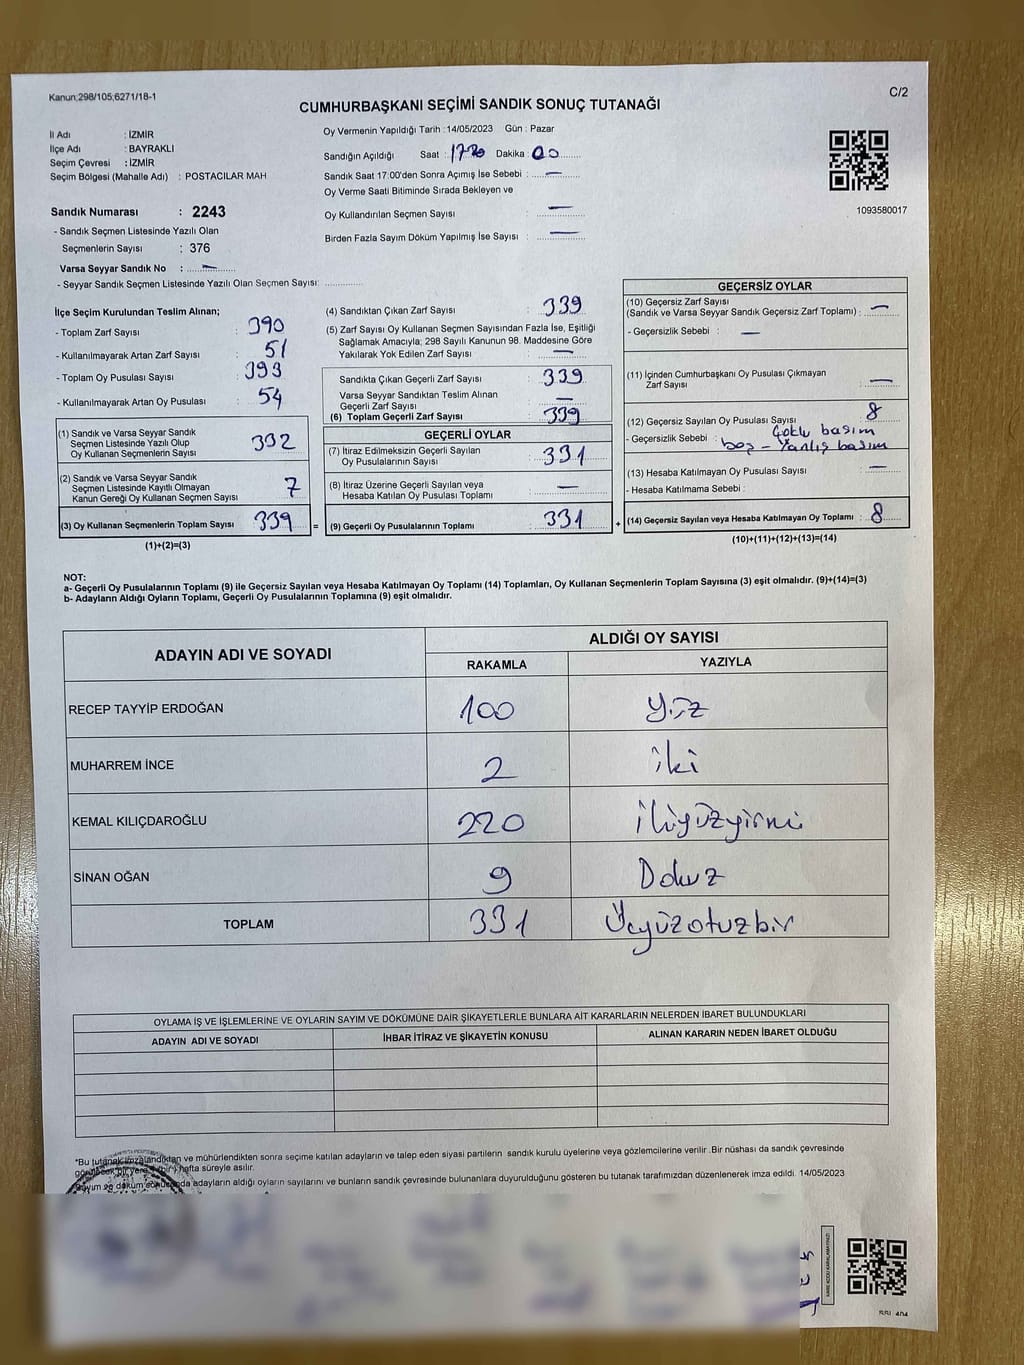 Kanun;298/105;6271/18-1
C/2
CUMHURBAŞKANI SEÇİMİ SANDIK SONUÇ TUTANAĞI
İl Adı : İZMİR
İlçe Adı : BAYRAKLI
Seçim Çevresi : İZMİR
Seçim Bölgesi (Mahalle Adı) : POSTACILAR MAH
Sandık Numarası : 2243
- Sandık Seçmen Listesinde Yazılı Olan
Seçmenlerin Sayısı : 376
Varsa Seyyar Sandık No : —
- Seyyar Sandık Seçmen Listesinde Yazılı Olan Seçmen Sayısı:
Oy Vermenin Yapıldığı Tarih :14/05/2023 Gün : Pazar
Sandığın Açıldığı Saat : Dakika : 00
Sandık Saat 17:00'den Sonra Açımış İse Sebebi : —
Oy Verme Saati Bitiminde Sırada Bekleyen ve
Oy Kullandırılan Seçmen Sayısı : —
Birden Fazla Sayım Döküm Yapılmış İse Sayısı : —
1093580017
İlçe Seçim Kurulundan Teslim Alınan;
- Toplam Zarf Sayısı : 390
- Kullanılmayarak Artan Zarf Sayısı : 51
- Toplam Oy Pusulası Sayısı : 393
- Kullanılmayarak Artan Oy Pusulası : 54
(1) Sandık ve Varsa Seyyar Sandık
Seçmen Listesinde Yazılı Olup
Oy Kullanan Seçmenlerin Sayısı : 332
(2) Sandık ve Varsa Seyyar Sandık
Seçmen Listesinde Kayıtlı Olmayan
Kanun Gereği Oy Kullanan Seçmen Sayısı : 7
(3) Oy Kullanan Seçmenlerin Toplam Sayısı : 339
(1)+(2)=(3)
(4) Sandıktan Çıkan Zarf Sayısı : 339
(5) Zarf Sayısı Oy Kullanan Seçmen Sayısından Fazla İse, Eşitliği
Sağlamak Amacıyla; 298 Sayılı Kanunun 98. Maddesine Göre
Yakılarak Yok Edilen Zarf Sayısı : —
Sandıkta Çıkan Geçerli Zarf Sayısı : 339
Varsa Seyyar Sandıktan Teslim Alınan
Geçerli Zarf Sayısı : —
(6) Toplam Geçerli Zarf Sayısı : 339
GEÇERLİ OYLAR
(7) İtiraz Edilmeksizin Geçerli Sayılan
Oy Pusulalarının Sayısı : 331
(8) İtiraz Üzerine Geçerli Sayılan veya
Hesaba Katılan Oy Pusulası Toplamı : —
= (9) Geçerli Oy Pusulalarının Toplamı : 331
GEÇERSİZ OYLAR
(10) Geçersiz Zarf Sayısı
(Sandık ve Varsa Seyyar Sandık Geçersiz Zarf Toplamı) : —
- Geçersizlik Sebebi : —
(11) İçinden Cumhurbaşkanı Oy Pusulası Çıkmayan
Zarf Sayısı : —
(12) Geçersiz Sayılan Oy Pusulası Sayısı : 8
- Geçersizlik Sebebi : Çoklu basım
boş - Yanlış basım
(13) Hesaba Katılmayan Oy Pusulası Sayısı : —
- Hesaba Katılmama Sebebi :
+ (14) Geçersiz Sayılan veya Hesaba Katılmayan Oy Toplamı : 8
(10)+(11)+(12)+(13)=(14)
NOT:
a- Geçerli Oy Pusulalarının Toplamı (9) ile Geçersiz Sayılan veya Hesaba Katılmayan Oy Toplamı (14) Toplamları, Oy Kullanan Seçmenlerin Toplam Sayısına (3) eşit olmalıdır. (9)+(14)=(3)
b- Adayların Aldığı Oyların Toplamı, Geçerli Oy Pusulalarının Toplamına (9) eşit olmalıdır.
ADAYIN ADI VE SOYADI
ALDIĞI OY SAYISI
RAKAMLA YAZIYLA
RECEP TAYYİP ERDOĞAN 100 Yüz
MUHARREM İNCE 2 iki
KEMAL KILIÇDAROĞLU 220 ikiyüzyirmi
SİNAN OĞAN 9 Dokuz
TOPLAM 331 Üçyüzotuzbir
OYLAMA İŞ VE İŞLEMLERİNE VE OYLARIN SAYIM VE DÖKÜMÜNE DAİR ŞİKAYETLERLE BUNLARA AİT KARARLARIN NELERDEN İBARET BULUNDUKLARI
ADAYIN ADI VE SOYADI İHBAR İTİRAZ VE ŞİKAYETİN KONUSU ALINAN KARARIN NEDEN İBARET OLDUĞU
*Bu tutanak imzalandıktan ve mühürlendikten sonra seçime katılan adayların ve talep eden siyasi partilerin sandık kurulu üyelerine veya gözlemcilerine verilir .Bir nüshası da sandık çevresinde
görülecek bir yere 1 (bir ) hafta süreyle asılır.
Sayım ve döküm sonucunda adayların aldığı oyların sayılarını ve bunların sandık çevresinde bulunanlara duyurulduğunu gösteren bu tutanak tarafımızdan düzenlenerek imza edildi. 14/05/2023